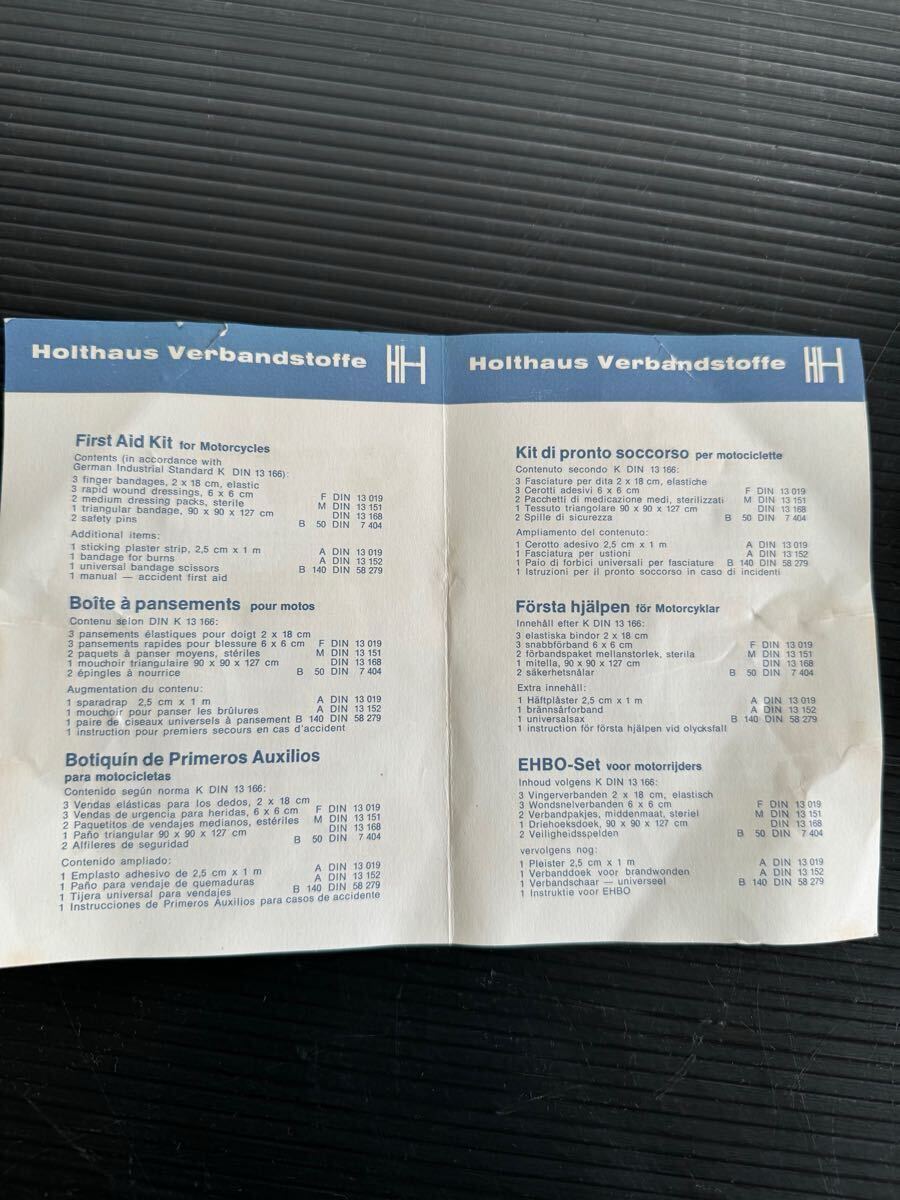 Holthaus Verbandstoffe HH
First Aid Kit for Motorcycles
Contents (in accordance with
German Industrial Standard K DIN 13 166):
3 finger bandages, 2 x 18 cm, elastic
3 rapid wound dressings, 6 x 6 cm F DIN 13 019
2 medium dressing packs, sterile M DIN 13 151
1 triangular bandage, 90 x 90 x 127 cm DIN 13 168
2 safety pins B 50 DIN 7 404
Additional items:
1 sticking plaster strip, 2,5 cm x 1 m A DIN 13 019
1 bandage for burns A DIN 13 152
1 universal bandage scissors B 140 DIN 58 279
1 manual — accident first aid
Boîte à pansements pour motos
Contenu selon DIN K 13 166:
3 pansements élastiques pour doigt 2 x 18 cm
3 pansements rapides pour blessure 6 x 6 cm F DIN 13 019
2 paquets à panser moyens, stériles M DIN 13 151
1 mouchoir triangulaire 90 x 90 x 127 cm DIN 13 168
2 épingles à nourrice B 50 DIN 7 404
Augmentation du contenu:
1 sparadrap 2,5 cm x 1 m A DIN 13 019
1 mouchoir pour panser les brûlures A DIN 13 152
1 paire de ciseaux universels à pansement B 140 DIN 58 279
1 instruction pour premiers secours en cas d'accident
Botiquín de Primeros Auxilios
para motocicletas
Contenido según norma K DIN 13 166:
3 Vendas elásticas para los dedos, 2 x 18 cm
3 Vendas de urgencia para heridas, 6 x 6 cm F DIN 13 019
2 Paquetitos de vendajes medianos, estériles M DIN 13 151
1 Paño triangular 90 x 90 x 127 cm DIN 13 168
2 Alfileres de seguridad B 50 DIN 7 404
Contenido ampliado:
1 Emplasto adhesivo de 2,5 cm x 1 m A DIN 13 019
1 Paño para vendaje de quemaduras A DIN 13 152
1 Tijera universal para vendajes B 140 DIN 58 279
1 Instrucciones de Primeros Auxilios para casos de accidente
Holthaus Verbandstoffe HH
Kit di pronto soccorso per motociclette
Contenuto secondo K DIN 13 166:
3 Fasciature per dita 2 x 18 cm, elastiche
3 Cerotti adesivi 6 x 6 cm F DIN 13 019
2 Pacchetti di medicazione medi, sterilizzati M DIN 13 151
1 Tessuto triangolare 90 x 90 x 127 cm DIN 13 168
2 Spille di sicurezza B 50 DIN 7 404
Ampliamento del contenuto:
1 Cerotto adesivo 2,5 cm x 1 m A DIN 13 019
1 Fasciatura per ustioni A DIN 13 152
1 Paio di forbici universali per fasciature B 140 DIN 58 279
1 Istruzioni per il pronto soccorso in caso di incidenti
Första hjälpen för Motorcyklar
Innehåll efter K DIN 13 166:
3 elastiska bindor 2 x 18 cm
3 snabbförband 6 x 6 cm F DIN 13 019
2 förbandspaket mellanstorlek, sterila M DIN 13 151
1 mitella, 90 x 90 x 127 cm DIN 13 168
2 säkerhetsnålar B 50 DIN 7 404
Extra innehåll:
1 Häftplåster 2,5 cm x 1 m A DIN 13 019
1 brännsårförband A DIN 13 152
1 universalsax B 140 DIN 58 279
1 instruktion för första hjälpen vid olycksfall
EHBO-Set voor motorrijders
Inhoud volgens K DIN 13 166:
3 Vingerverbanden 2 x 18 cm, elastisch
3 Wondsnelverbanden 6 x 6 cm F DIN 13 019
2 Verbandpakjes, middenmaat, steriel M DIN 13 151
1 Driehoeksdoek, 90 x 90 x 127 cm DIN 13 168
2 Veiligheidsspelden B 50 DIN 7 404
vervolgens nog:
1 Pleister 2,5 cm x 1 m A DIN 13 019
1 Verbanddoek voor brandwonden A DIN 13 152
1 Verbandschaar — universeel B 140 DIN 58 279
1 Instruktie voor EHBO